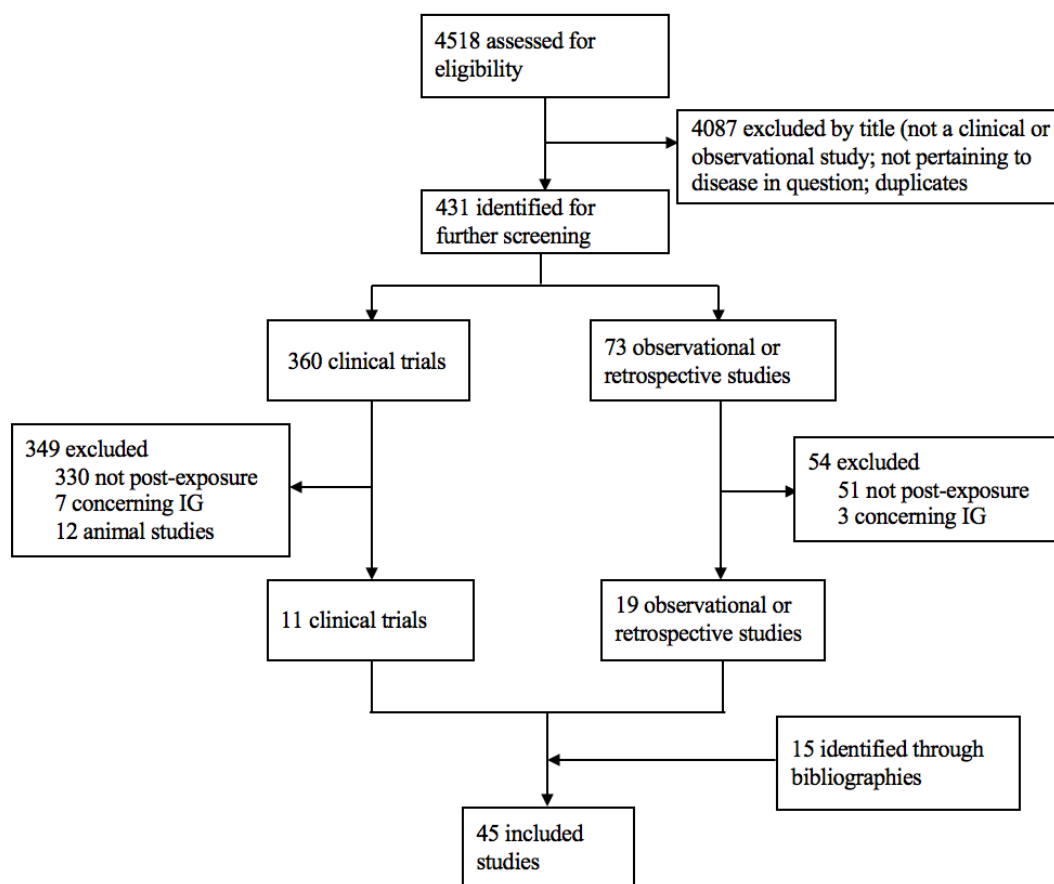 4518 assessed for
eligibility
4087 excluded by title (not a clinical or
observational study; not pertaining to
disease in question; duplicates
431 identified for
further screening
360 clinical trials
73 observational or
retrospective studies
349 excluded
330 not post-exposure
7 concerning IG
12 animal studies
54 excluded
51 not post-exposure
3 concerning IG
11 clinical trials
19 observational or
retrospective studies
15 identified through
bibliographies
45 included
studies